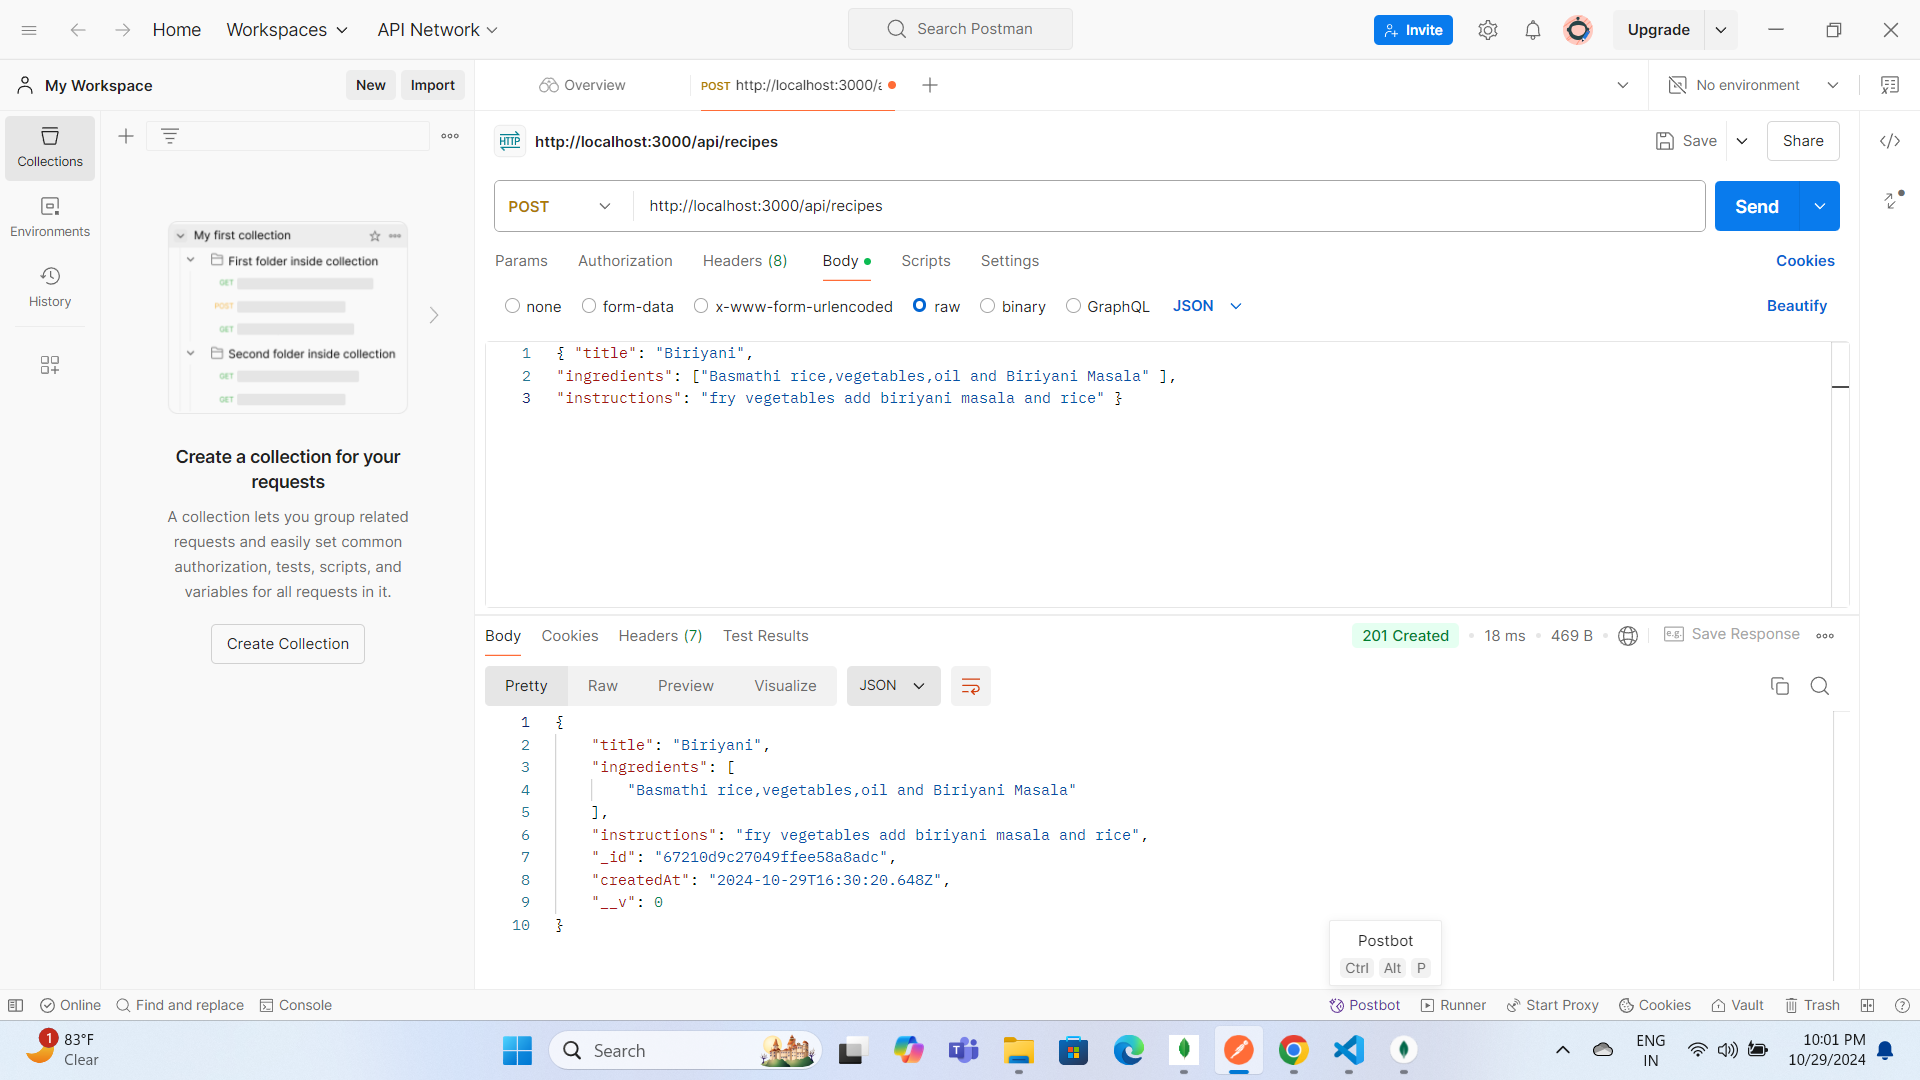 Home
Workspaces
API Network
Search Postman
Invite
Upgrade
My Workspace
New
Import
Overview
POST http://localhost:3000/a
No environment
Collections
Environments
History
My first collection
First folder inside collection
GET
POST
GET
Second folder inside collection
GET
GET
Create a collection for your
requests
A collection lets you group related
requests and easily set common
authorization, tests, scripts, and
variables for all requests in it.
Create Collection
HTTP http://localhost:3000/api/recipes
Save
Share
POST
http://localhost:3000/api/recipes
Send
Params Authorization Headers (8) Body Scripts Settings
Cookies
none form-data x-www-form-urlencoded raw binary GraphQL JSON
Beautify
1 { "title": "Biriyani",
2 "ingredients": ["Basmathi rice,vegetables,oil and Biriyani Masala" ],
3 "instructions": "fry vegetables add biriyani masala and rice" }
Body Cookies Headers (7) Test Results
201 Created 18 ms 469 B
e.g. Save Response
Pretty Raw Preview Visualize JSON
1 {
2 "title": "Biriyani",
3 "ingredients": [
4 "Basmathi rice,vegetables,oil and Biriyani Masala"
5 ],
6 "instructions": "fry vegetables add biriyani masala and rice",
7 "_id": "67210d9c27049ffee58a8adc",
8 "createdAt": "2024-10-29T16:30:20.648Z",
9 "__v": 0
10 }
Postbot
Ctrl Alt P
Online Find and replace Console
Postbot Runner Start Proxy Cookies Vault Trash
1
83°F
Clear
Search
ENG
IN
10:01 PM
10/29/2024